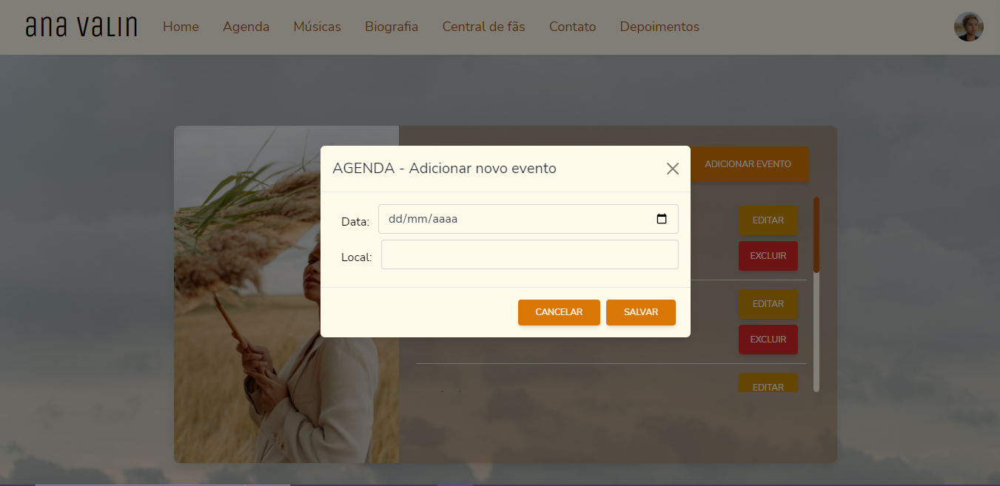 ana valin
Home Agenda Músicas Biografia Central de fãs Contato Depoimentos
AGENDA - Adicionar novo evento
ADICIONAR EVENTO
Data: dd/mm/aaaa
EDITAR
Local:
EXCLUIR
CANCELAR SALVAR
EDITAR
EXCLUIR
EDITAR